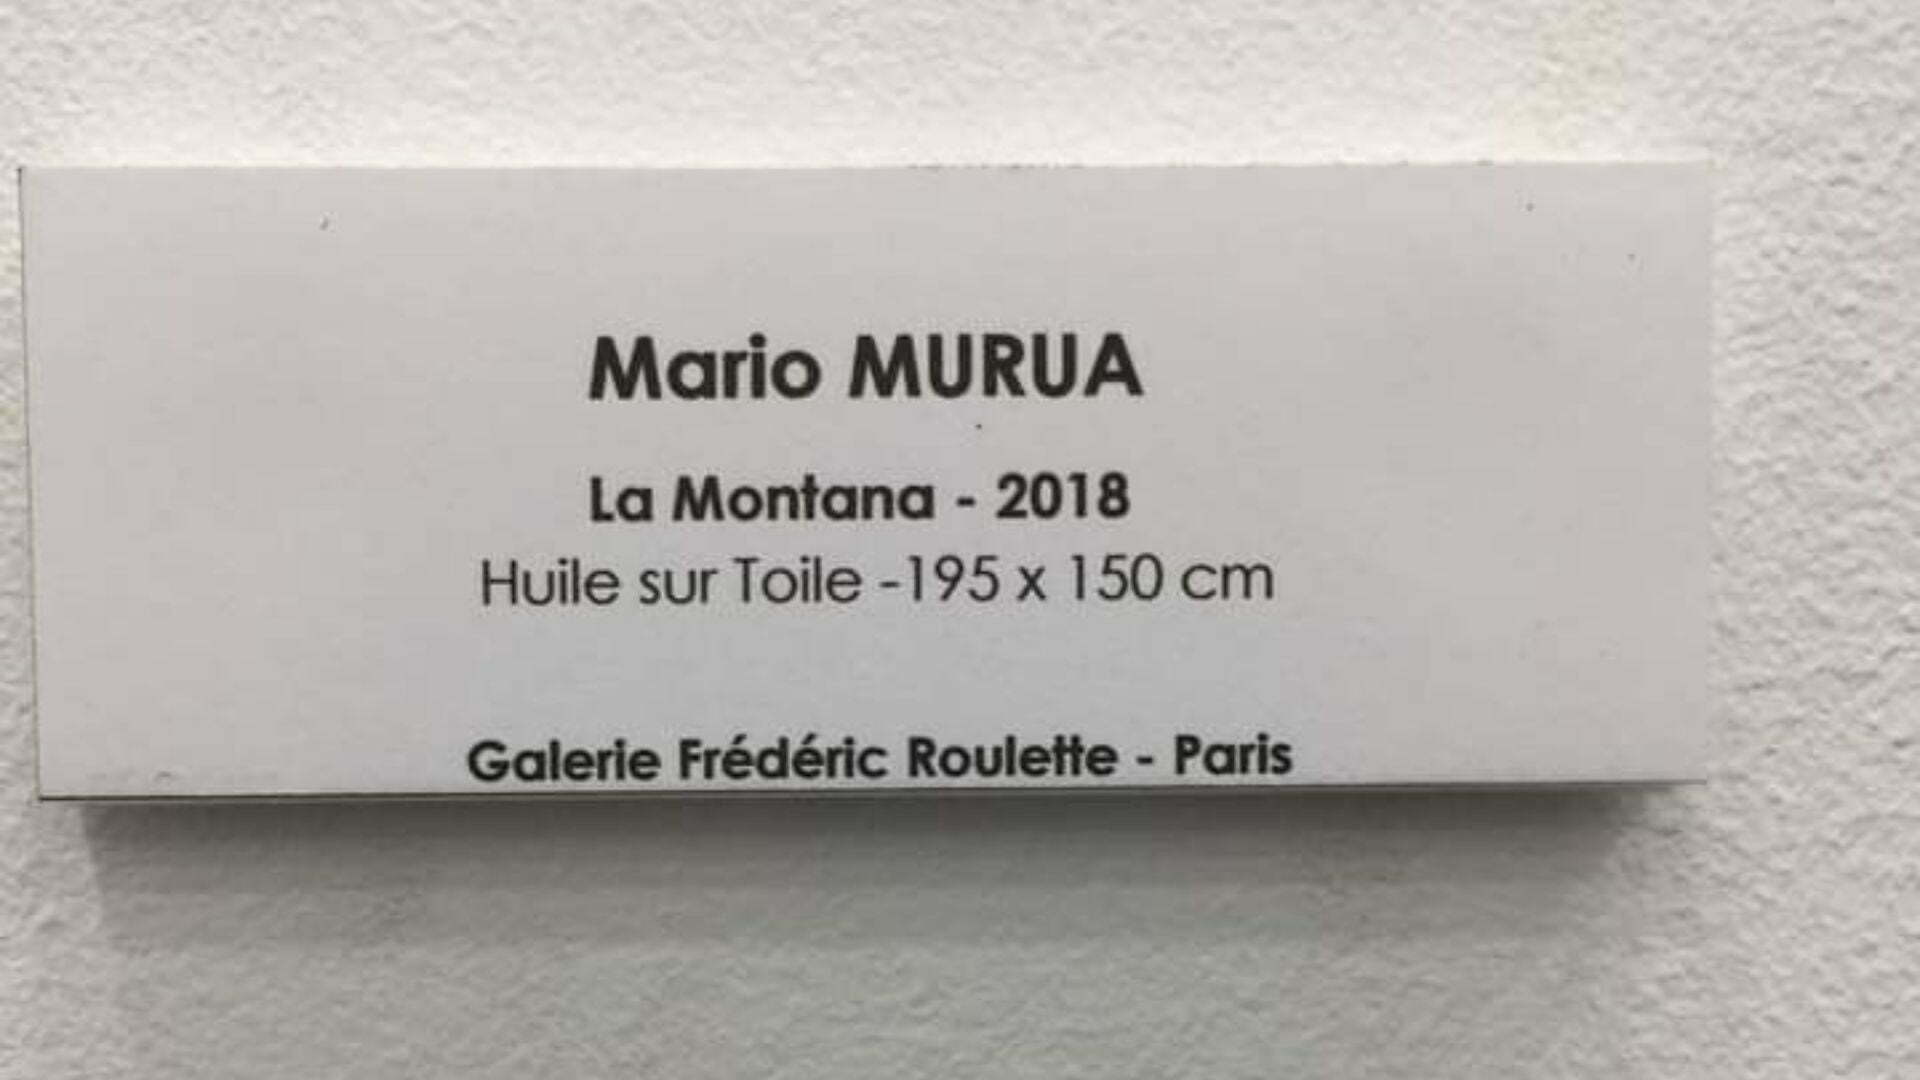 Mario MURUA
La Montana - 2018
Huile sur Toile -195 x 150 cm
Galerie Frédéric Roulette - Paris